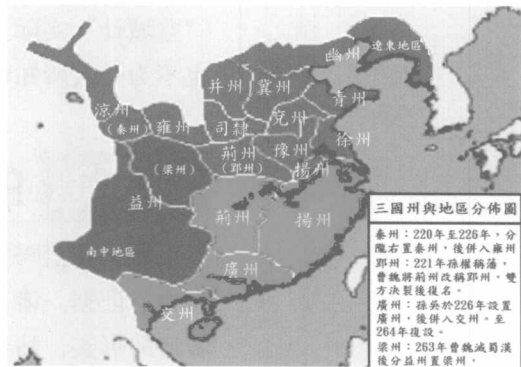 幽州
遼東地區
并州
冀州
青州
涼州
(秦州)
雍州
司隸
兗州
徐州
荊州
(郢州)
豫州
揚州
(梁州)
益州
荊州
揚州
南中地區
廣州
交州
三國州與地區分佈圖
秦州：220年至226年，分
隴右置秦州，後併入雍州
郢州：221年孫權稱藩，
曹魏將荊州改稱郢州，雙
方決裂後復名。
廣州：孫吳於226年設置
廣州，後併入交州。至
264年復設。
梁州：263年曹魏滅蜀漢
後分益州置梁州，